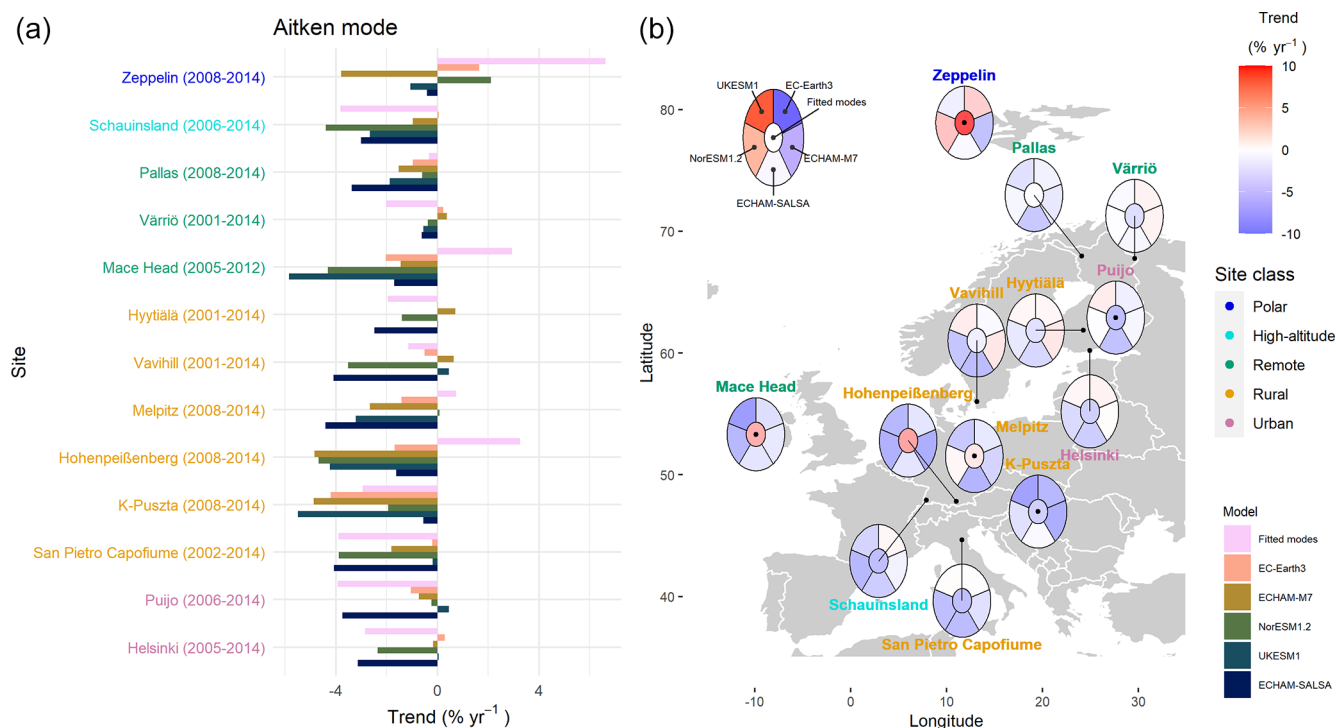 (a)
Aitken mode
Site
Zeppelin (2008-2014)
Schauinsland (2006-2014)
Pallas (2008-2014)
Värriö (2001-2014)
Mace Head (2005-2012)
Hyytiälä (2001-2014)
Vavihill (2001-2014)
Melpitz (2008-2014)
Hohenpeißenberg (2008-2014)
K-Puszta (2008-2014)
San Pietro Capofiume (2002-2014)
Puijo (2006-2014)
Helsinki (2005-2014)
-4 0 4
Trend (% yr⁻¹)
(b)
Latitude
80
70
60
50
40
-10 0 10 20 30
Longitude
UKESM1
EC-Earth3
Fitted modes
NorESM1.2
ECHAM-M7
ECHAM-SALSA
Zeppelin
Pallas
Värriö
Puijo
Vavihill
Hyytiälä
Mace Head
Hohenpeißenberg
Melpitz
Helsinki
K-Puszta
Schauinsland
San Pietro Capofiume
Trend
(% yr⁻¹)
10
5
0
-5
-10
Site class
Polar
High-altitude
Remote
Rural
Urban
Model
Fitted modes
EC-Earth3
ECHAM-M7
NorESM1.2
UKESM1
ECHAM-SALSA